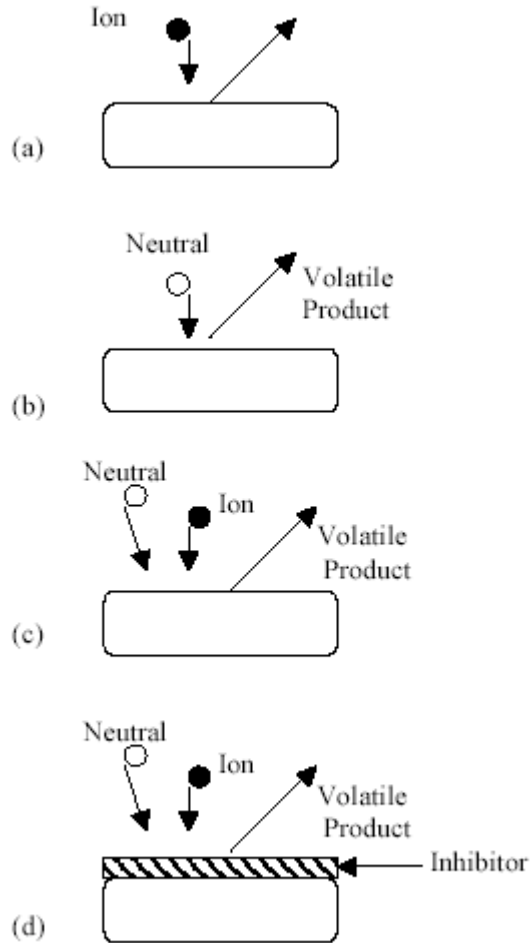 Ion
(a)
Neutral
Volatile
Product
(b)
Neutral
Ion
Volatile
Product
(c)
Neutral
Ion
Volatile
Product
Inhibitor
(d)